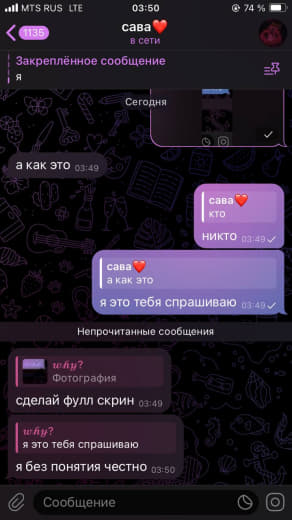 MTS RUS LTE 03:50 74 %
1135
сава❤️
в сети
Закреплённое сообщение
я
Сегодня
а как это 03:49
сава❤️
кто
никто 03:49
сава❤️
а как это
я это тебя спрашиваю 03:49
Непрочитанные сообщения
why?
Фотография
сделай фулл скрин 03:49
why?
я это тебя спрашиваю
я без понятия честно 03:50
Сообщение